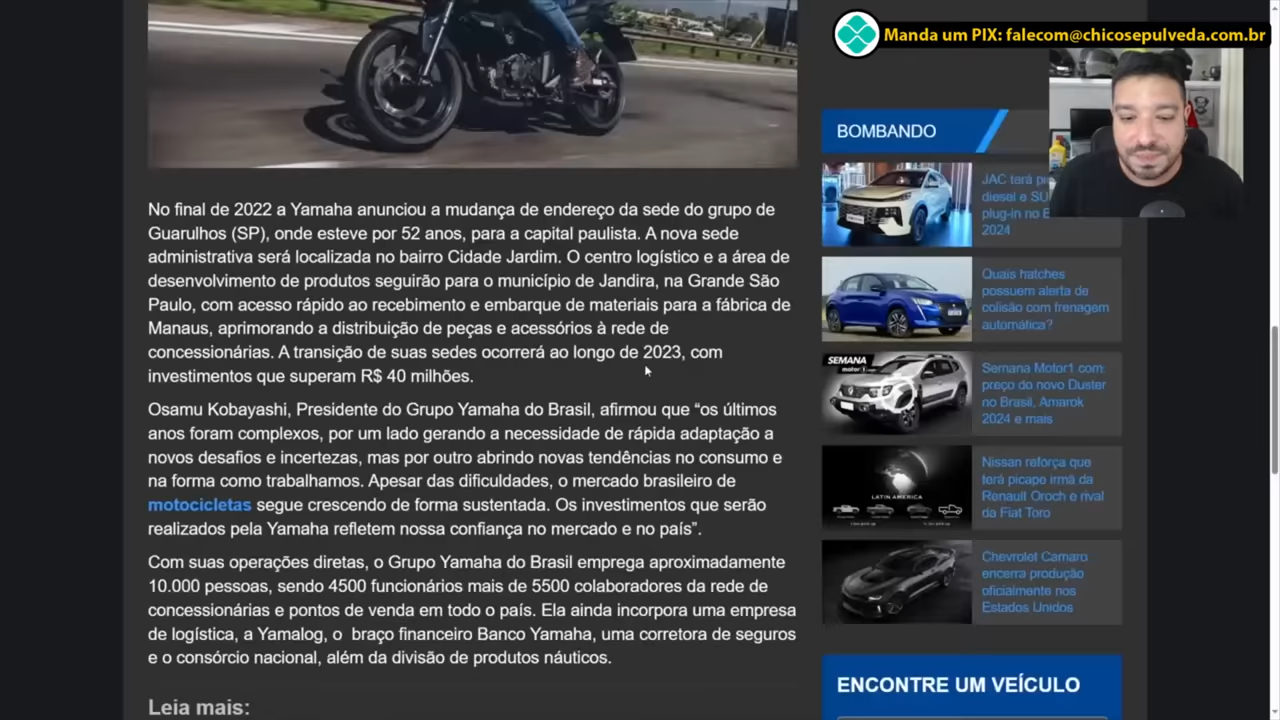 Manda um PIX: falecom@chicosepulveda.com.br
No final de 2022 a Yamaha anunciou a mudança de endereço da sede do grupo de
Guarulhos (SP), onde esteve por 52 anos, para a capital paulista. A nova sede
administrativa será localizada no bairro Cidade Jardim. O centro logístico e a área de
desenvolvimento de produtos seguirão para o município de Jandira, na Grande São
Paulo, com acesso rápido no recebimento e embarque de materiais para a fábrica de
Manaus, aprimorando a distribuição de peças e acessórios à rede de
concessionárias. A transição de suas sedes ocorrerá ao longo de 2023, com
investimentos que superam R$ 40 milhões.
Osamu Kobayashi, Presidente do Grupo Yamaha do Brasil, afirmou que “os últimos
anos foram complexos, por um lado gerando a necessidade de rápida adaptação a
novos desafios e incertezas, mas por outro abrindo novas tendências no consumo e
na forma como trabalhamos. Apesar das dificuldades, o mercado brasileiro de
motocicletas segue crescendo de forma sustentada. Os investimentos que serão
realizados pela Yamaha refletem nossa confiança no mercado e no país”.
Com suas operações diretas, o Grupo Yamaha do Brasil emprega aproximadamente
10.000 pessoas, sendo 4500 funcionários mais de 5500 colaboradores da rede de
concessionárias e pontos de venda em todo o país. Ela ainda incorpora uma empresa
de logística, a Yamalog, o braço financeiro Banco Yamaha, uma corretora de seguros
e o consórcio nacional, além da divisão de produtos náuticos.
Leia mais:
BOMBANDO
JAC terá
diesel e
plug-in no
2024
Quais hatches
possuem alerta de
colisão com frenagem
automática?
SEMANA
motor1
Semana Motor1 com
preço do novo Duster
no Brasil, Amarok
2024 e mais
LATIN AMERICA
Nissan reforça que
terá picape irmã da
Renault Oroch e rival
da Fiat Toro
Chevrolet Camaro
encerra produção
oficialmente nos
Estados Unidos
ENCONTRE UM VEÍCULO